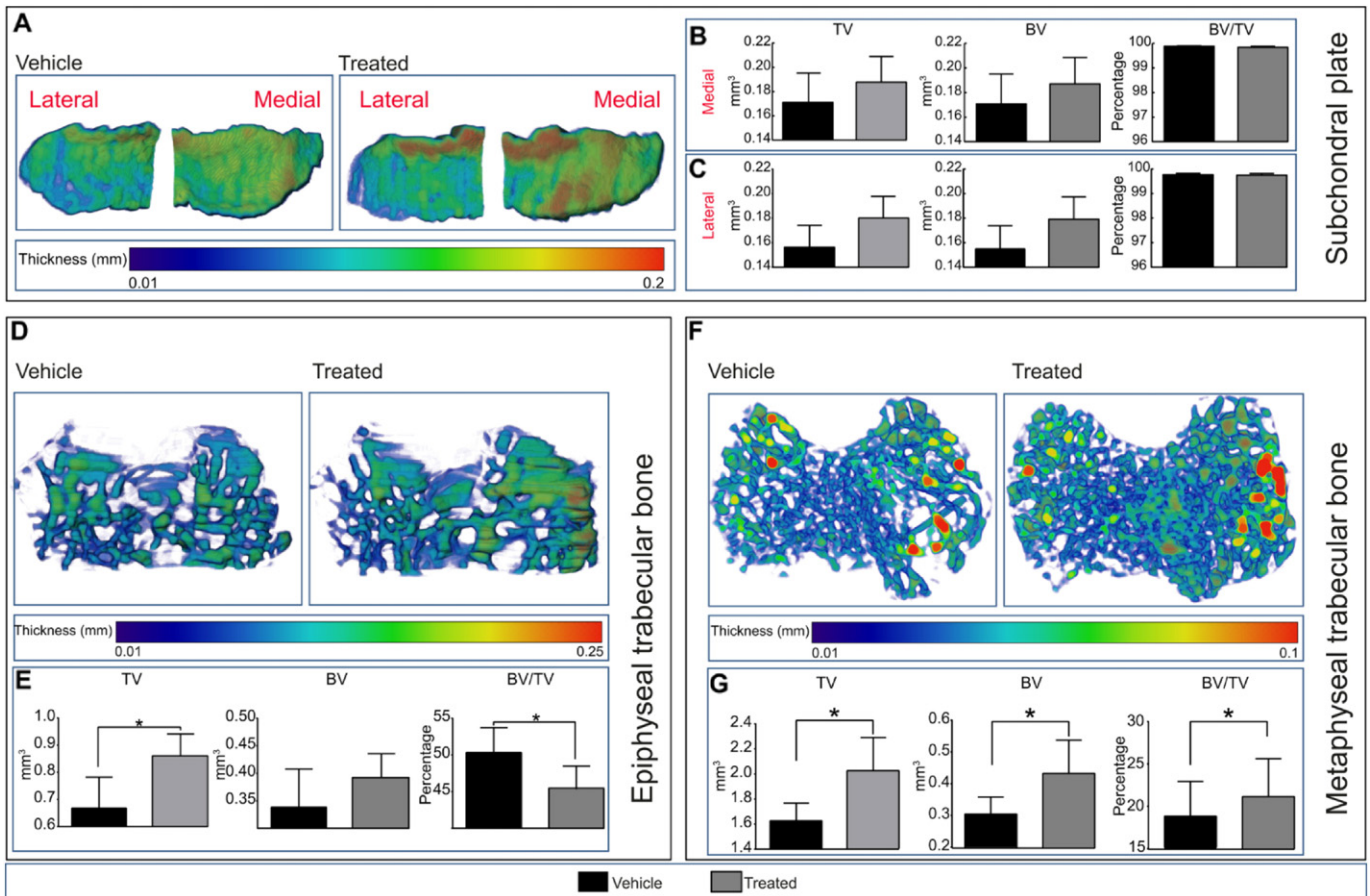 A
Vehicle
Treated
Lateral
Medial
Lateral
Medial
Thickness (mm)
0.01
0.2
B
TV
BV
BV/TV
Medial
mm³
0.22
0.20
0.18
0.16
0.14
mm³
0.22
0.20
0.18
0.16
0.14
Percentage
100
99
98
97
96
C
Lateral
mm³
0.22
0.20
0.18
0.16
0.14
mm³
0.22
0.20
0.18
0.16
0.14
Percentage
100
99
98
97
96
Subchondral plate
D
Vehicle
Treated
Thickness (mm)
0.01
0.25
E
TV
BV
BV/TV
mm³
1.0
0.9
0.8
0.7
0.6
*
mm³
0.50
0.45
0.40
0.35
Percentage
55
50
45
*
Epiphyseal trabecular bone
F
Vehicle
Treated
Thickness (mm)
0.01
0.1
G
TV
BV
BV/TV
mm³
2.4
2.2
2.0
1.8
1.6
1.4
*
mm³
0.6
0.5
0.4
0.3
0.2
*
Percentage
30
25
20
15
*
Metaphyseal trabecular bone
Vehicle
Treated